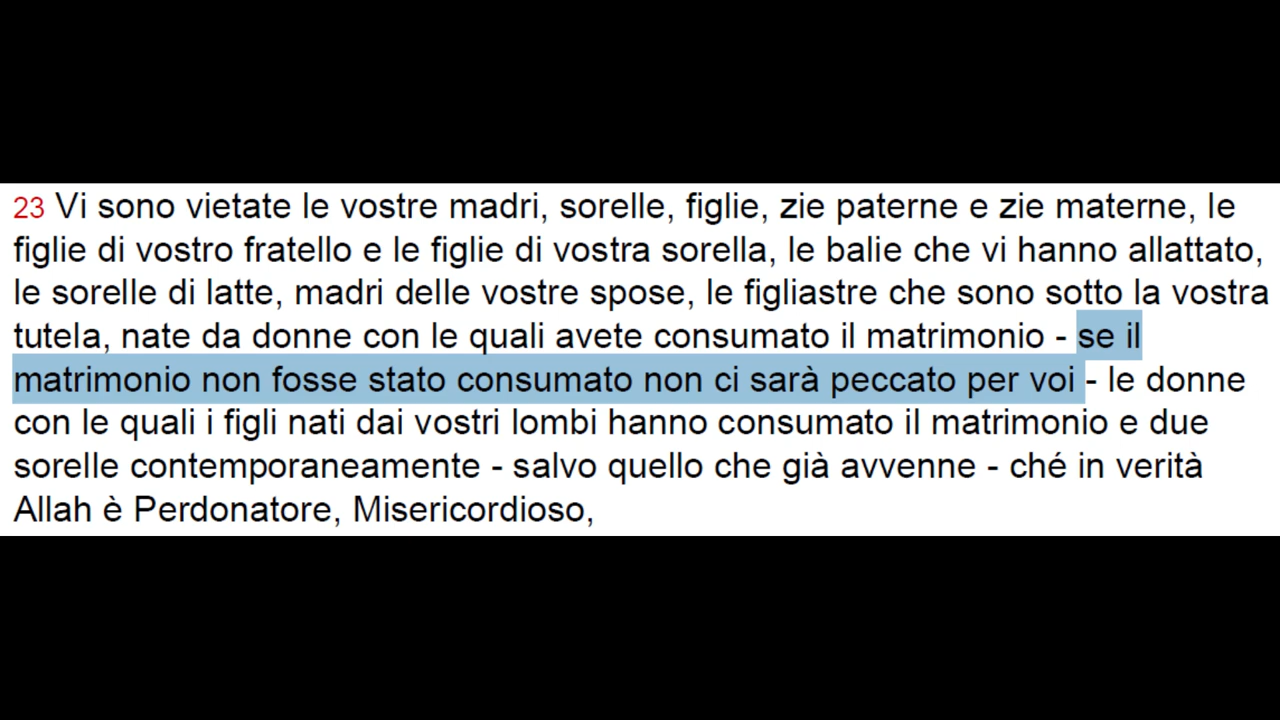 23 Vi sono vietate le vostre madri, sorelle, figlie, zie paterne e zie materne, le
figlie di vostro fratello e le figlie di vostra sorella, le balie che vi hanno allattato,
le sorelle di latte, madri delle vostre spose, le figliastre che sono sotto la vostra
tutela, nate da donne con le quali avete consumato il matrimonio - se il
matrimonio non fosse stato consumato non ci sarà peccato per voi - le donne
con le quali i figli nati dai vostri lombi hanno consumato il matrimonio e due
sorelle contemporaneamente - salvo quello che già avvenne - ché in verità
Allah è Perdonatore, Misericordioso,